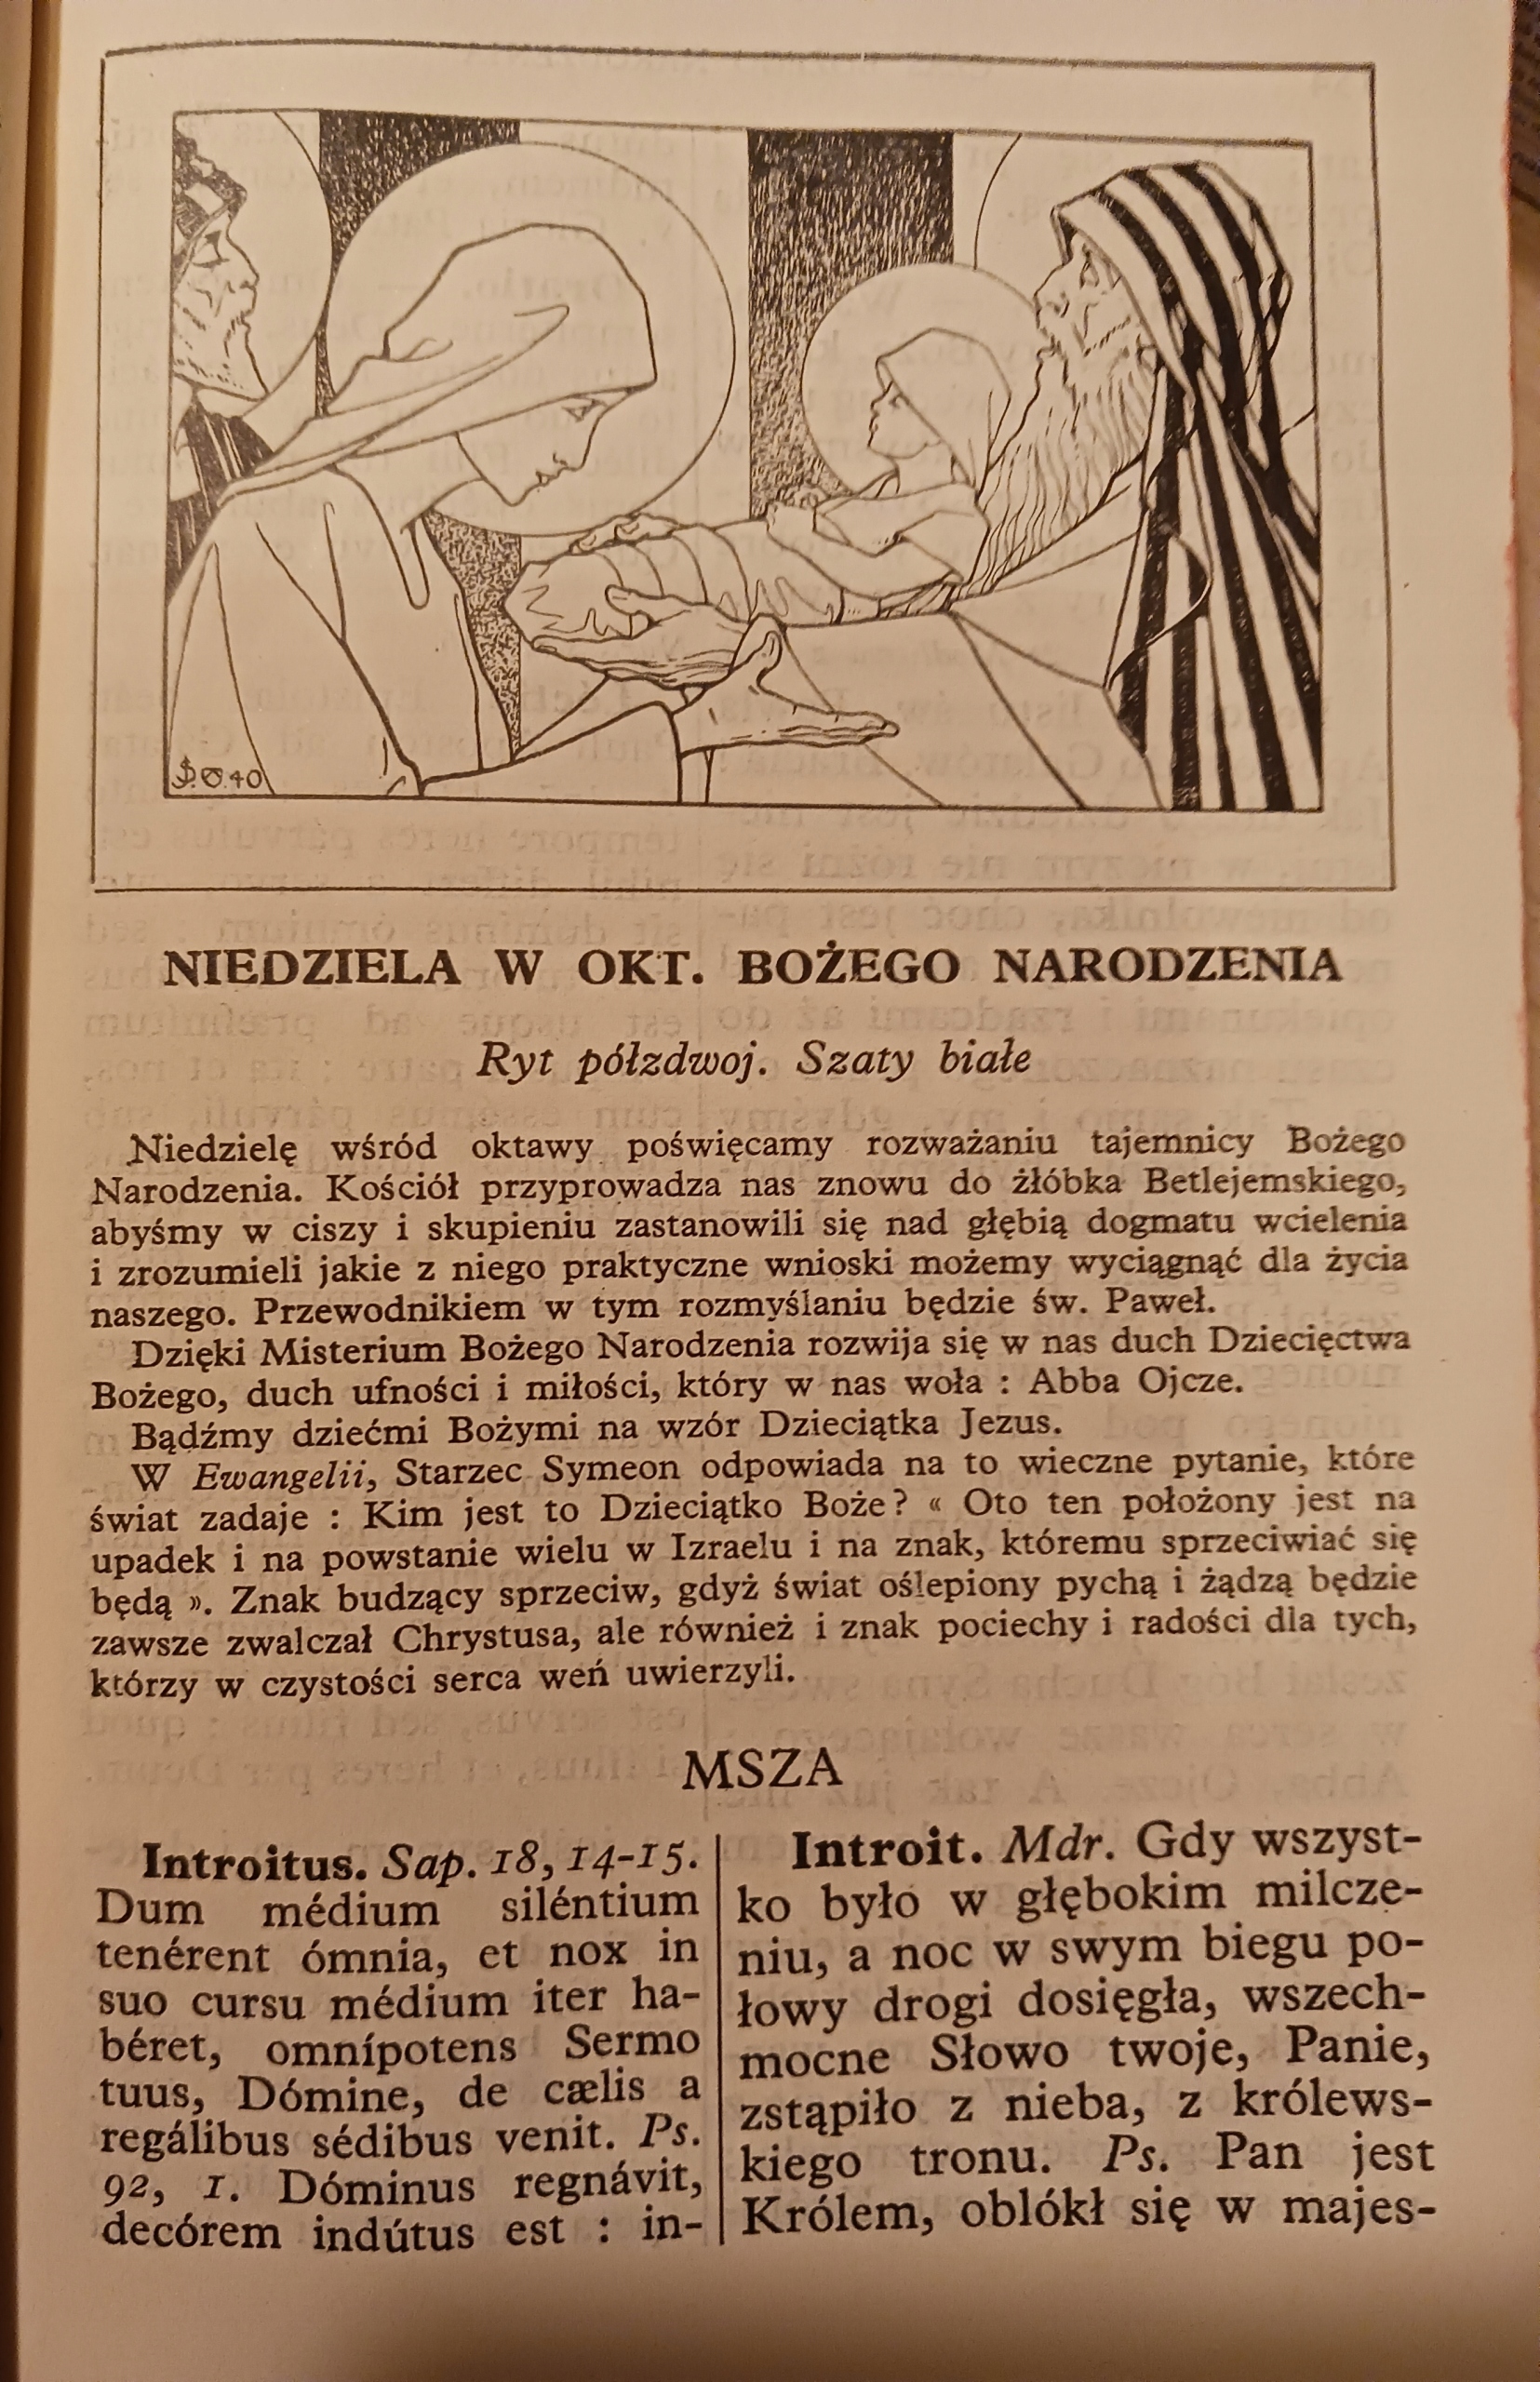 40
NIEDZIELA W OKT. BOŻEGO NARODZENIA
Ryt półzdwoj. Szaty białe
Niedzielę wśród oktawy poświęcamy rozważaniu tajemnicy Bożego
Narodzenia. Kościół przyprowadza nas znowu do żłóbka Betlejemskiego,
abyśmy w ciszy i skupieniu zastanowili się nad głębią dogmatu wcielenia
i zrozumieli jakie z niego praktyczne wnioski możemy wyciągnąć dla życia
naszego. Przewodnikiem w tym rozmyślaniu będzie św. Paweł.
Dzięki Misterium Bożego Narodzenia rozwija się w nas duch Dziecięctwa
Bożego, duch ufności i miłości, który w nas woła : Abba Ojcze.
Bądźmy dziećmi Bożymi na wzór Dzieciątka Jezus.
W Ewangelii, Starzec Symeon odpowiada na to wieczne pytanie, które
świat zadaje : Kim jest to Dzieciątko Boże? « Oto ten położony jest na
upadek i na powstanie wielu w Izraelu i na znak, któremu sprzeciwiać się
będą ». Znak budzący sprzeciw, gdyż świat oślepiony pychą i żądzą będzie
zawsze zwalczał Chrystusa, ale również i znak pociechy i radości dla tych,
którzy w czystości serca weń uwierzyli.
MSZA
Introitus. Sap. 18, 14-15.
Dum médium siléntium
tenérent ómnia, et nox in
suo cursu médium iter ha-
béret, omnípotens Sermo
tuus, Dómine, de cælis a
regálibus sédibus venit. Ps.
92, 1. Dóminus regnávit,
decórem indútus est : in-
Introit. Mdr. Gdy wszyst-
ko było w głębokim milcze-
niu, a noc w swym biegu po-
łowy drogi dosięgła, wszech-
mocne Słowo twoje, Panie,
zstąpiło z nieba, z królews-
kiego tronu. Ps. Pan jest
Królem, oblókł się w majes-